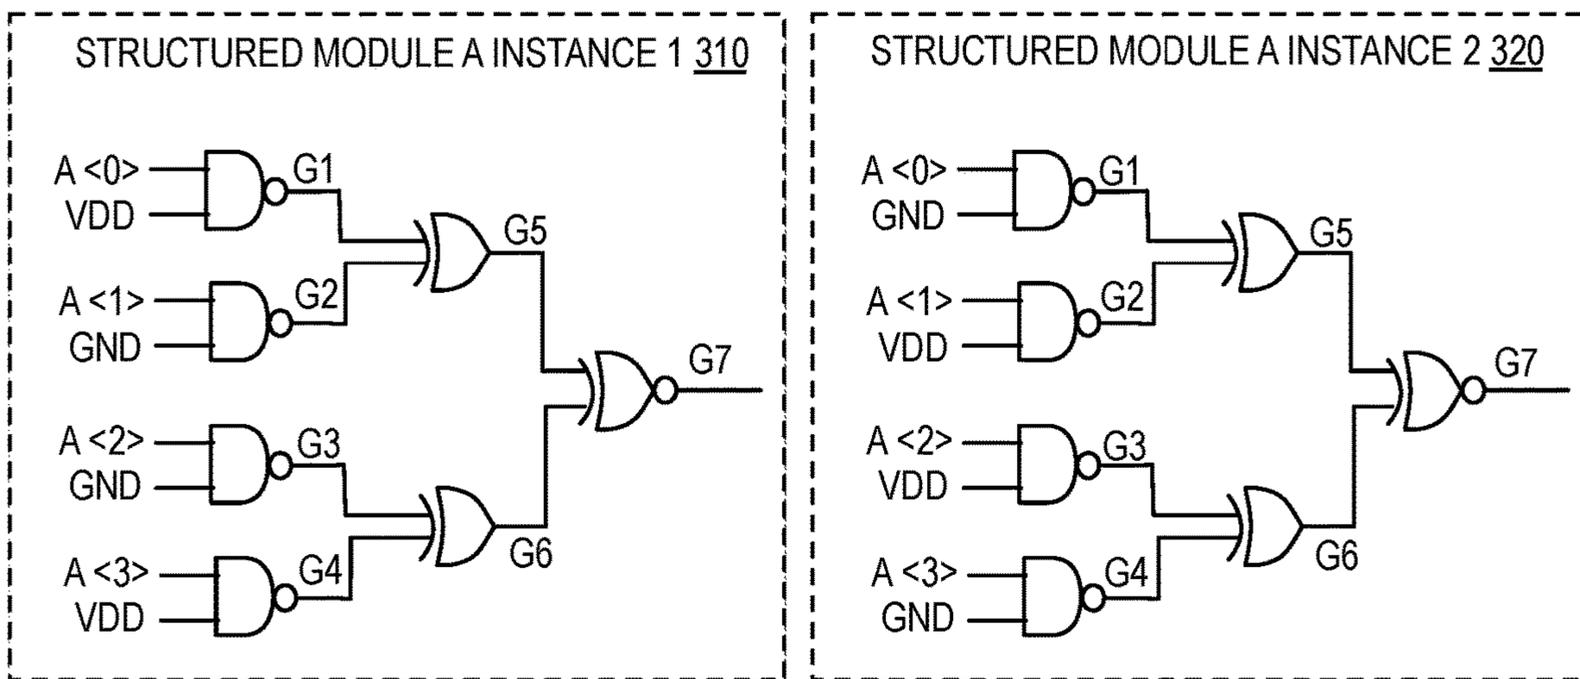 STRUCTURED MODULE A INSTANCE 1 310
A <0>
VDD
G1
G5
A <1>
GND
G2
G7
A <2>
GND
G3
G6
A <3>
VDD
G4
STRUCTURED MODULE A INSTANCE 2 320
A <0>
GND
G1
G5
A <1>
VDD
G2
G7
A <2>
VDD
G3
G6
A <3>
GND
G4